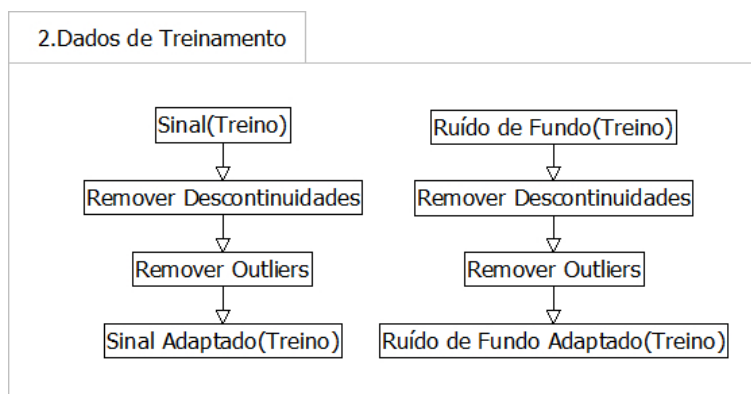 2.Dados de Treinamento
Sinal(Treino)
Remover Descontinuidades
Remover Outliers
Sinal Adaptado(Treino)
Ruído de Fundo(Treino)
Remover Descontinuidades
Remover Outliers
Ruído de Fundo Adaptado(Treino)